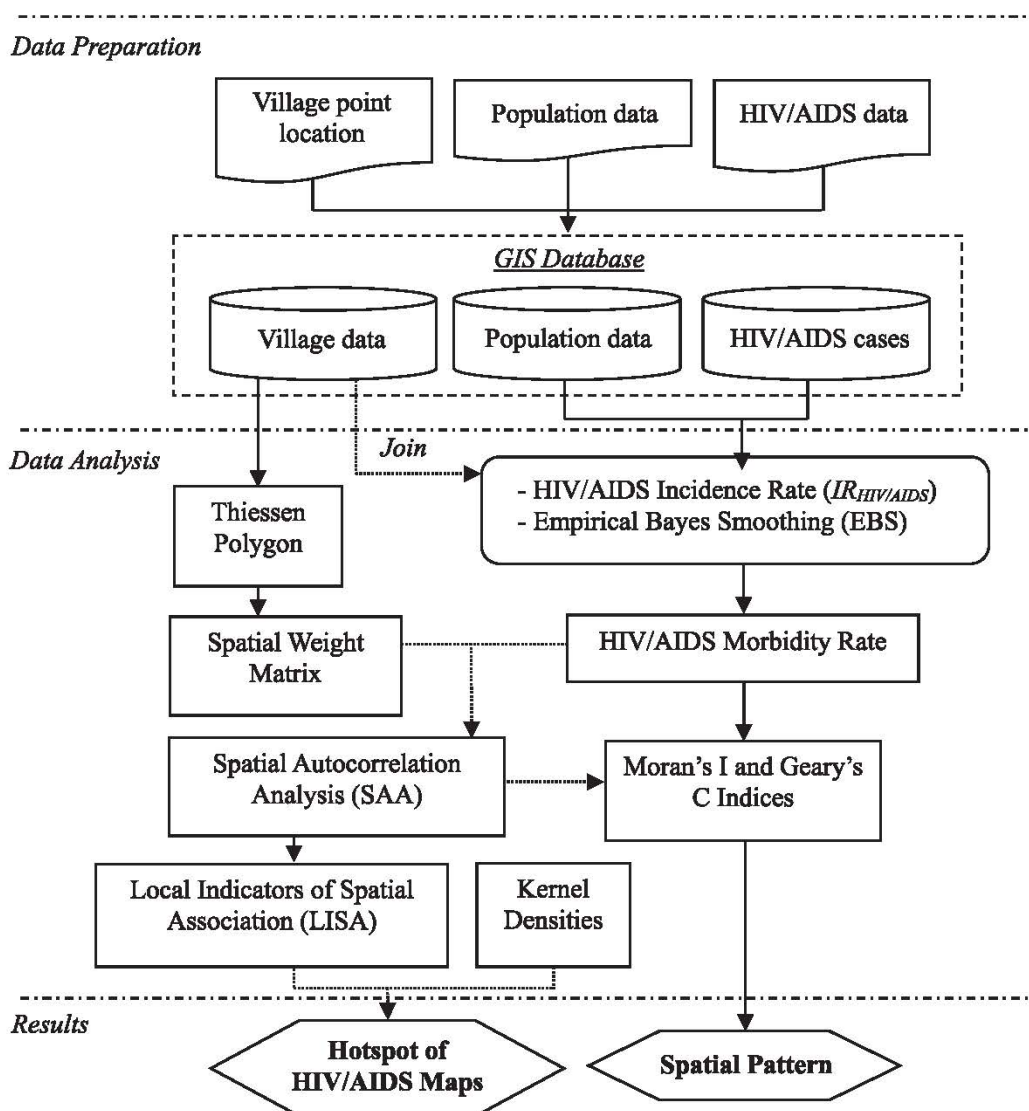 Data Preparation
Village point
location
Population data
HIV/AIDS data
GIS Database
Village data
Population data
HIV/AIDS cases
Join
Data Analysis
- HIV/AIDS Incidence Rate (IRHIV/AIDS)
- Empirical Bayes Smoothing (EBS)
Thiessen
Polygon
Spatial Weight
Matrix
HIV/AIDS Morbidity Rate
Spatial Autocorrelation
Analysis (SAA)
Moran's I and Geary's
C Indices
Local Indicators of Spatial
Association (LISA)
Kernel
Densities
Results
Hotspot of
HIV/AIDS Maps
Spatial Pattern